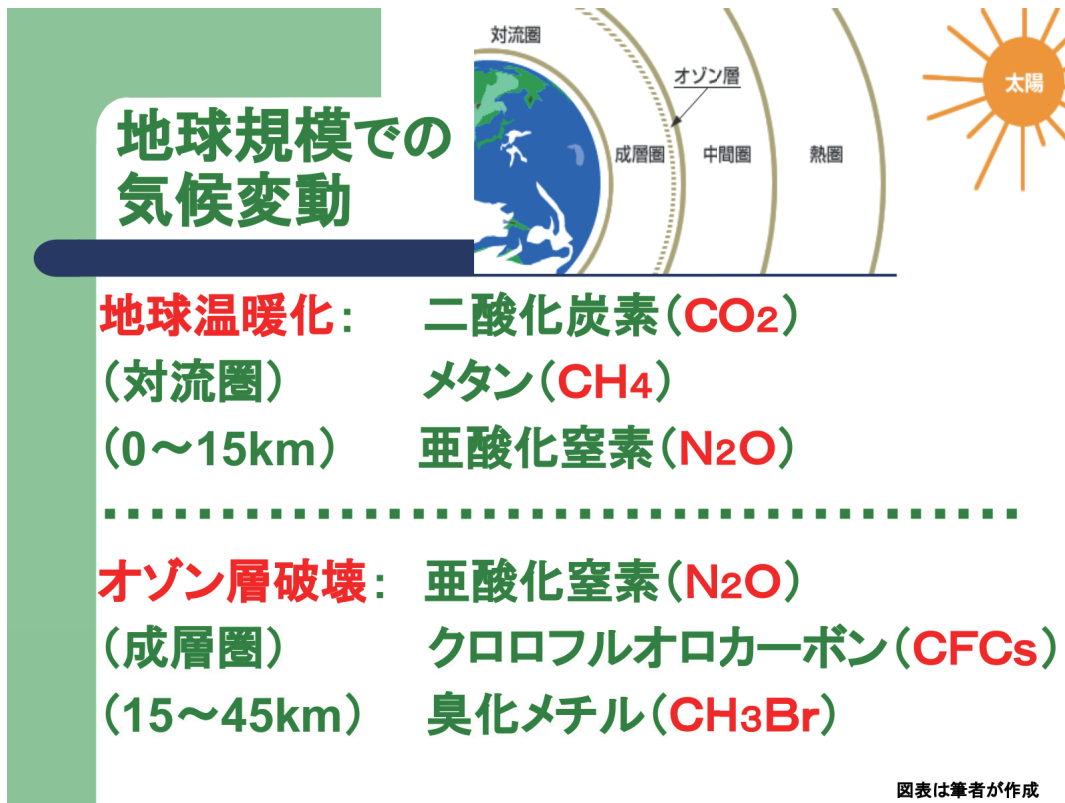 対流圏
オゾン層
太陽
地球規模での
気候変動
成層圏
中間圏
熱圏
地球温暖化: 二酸化炭素(CO2)
(対流圏) メタン(CH4)
(0~15km) 亜酸化窒素(N2O)
オゾン層破壊: 亜酸化窒素(N2O)
(成層圏) クロロフルオロカーボン(CFCs)
(15~45km) 臭化メチル(CH3Br)
図表は筆者が作成